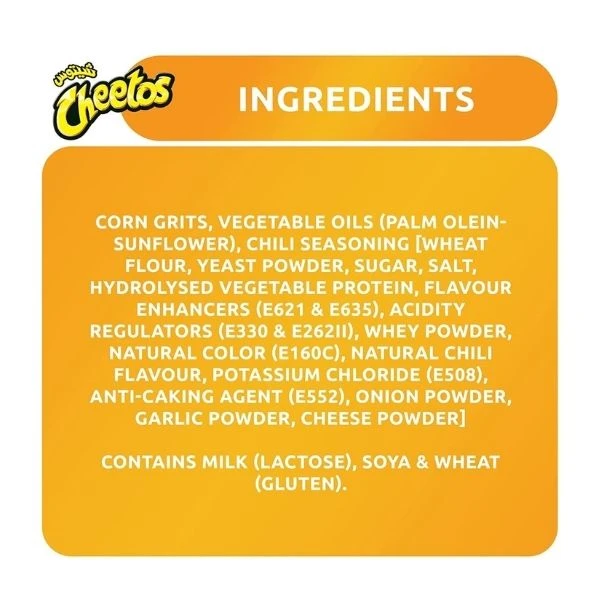 شيتوس
Cheetos
INGREDIENTS
CORN GRITS, VEGETABLE OILS (PALM OLEIN-
SUNFLOWER), CHILI SEASONING [WHEAT
FLOUR, YEAST POWDER, SUGAR, SALT,
HYDROLYSED VEGETABLE PROTEIN, FLAVOUR
ENHANCERS (E621 & E635), ACIDITY
REGULATORS (E330 & E262II), WHEY POWDER,
NATURAL COLOR (E160C), NATURAL CHILI
FLAVOUR, POTASSIUM CHLORIDE (E508),
ANTI-CAKING AGENT (E552), ONION POWDER,
GARLIC POWDER, CHEESE POWDER]
CONTAINS MILK (LACTOSE), SOYA & WHEAT
(GLUTEN).